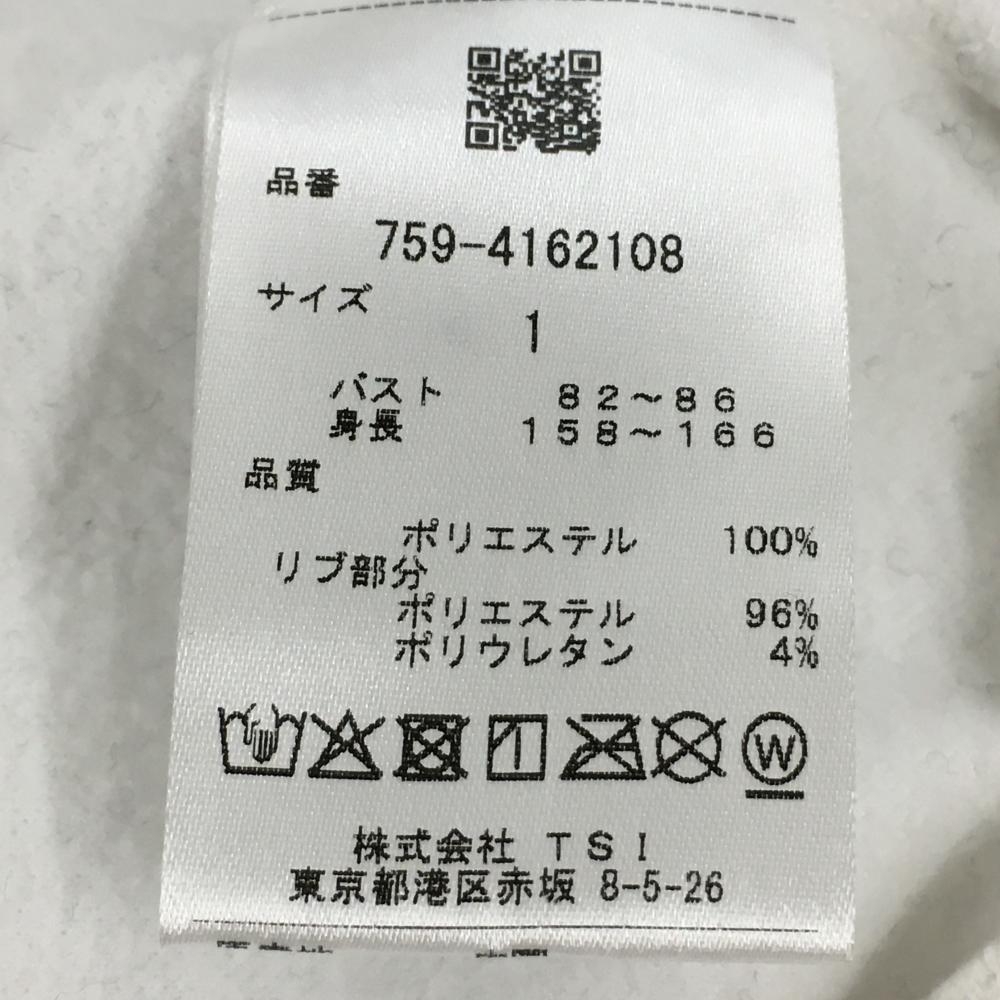 品番
759-4162108
サイズ
1
バスト 82～86
身長 158～166
品質
ポリエステル 100%
リブ部分
ポリエステル 96%
ポリウレタン 4%
W
株式会社 TSI
東京都港区赤坂 8-5-26